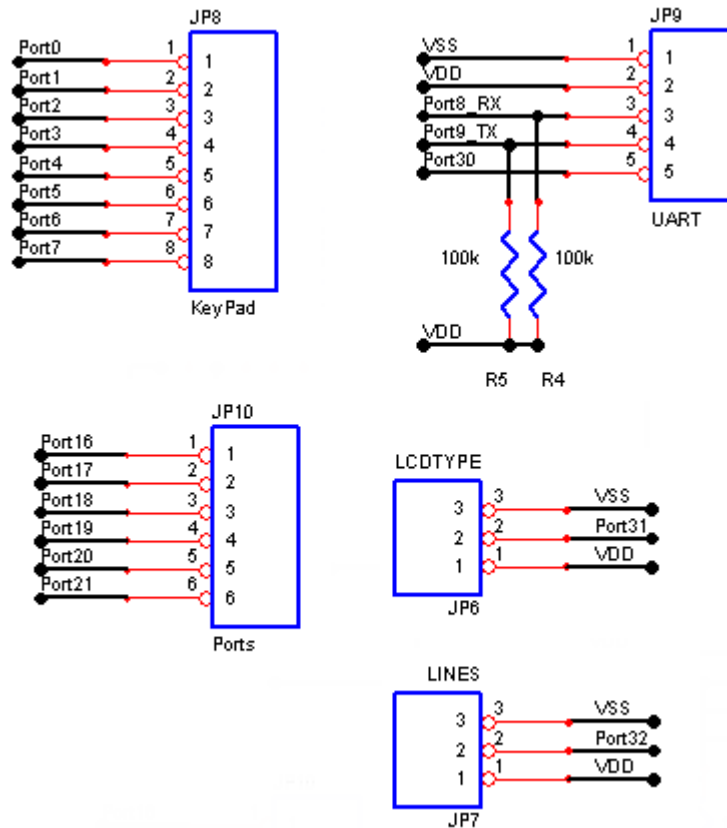 JP8
Port0 1 1
Port1 2 2
Port2 3 3
Port3 4 4
Port4 5 5
Port5 6 6
Port6 7 7
Port7 8 8
KeyPad
JP9
VSS 1 1
VDD 2 2
Port8_RX 3 3
Port9_TX 4 4
Port30 5 5
UART
100k 100k
VDD
R5 R4
JP10
Port16 1 1
Port17 2 2
Port18 3 3
Port19 4 4
Port20 5 5
Port21 6 6
Ports
LCDTYPE
3 3 VSS
2 2 Port31
1 1 VDD
JP6
LINES
3 3 VSS
2 2 Port32
1 1 VDD
JP7